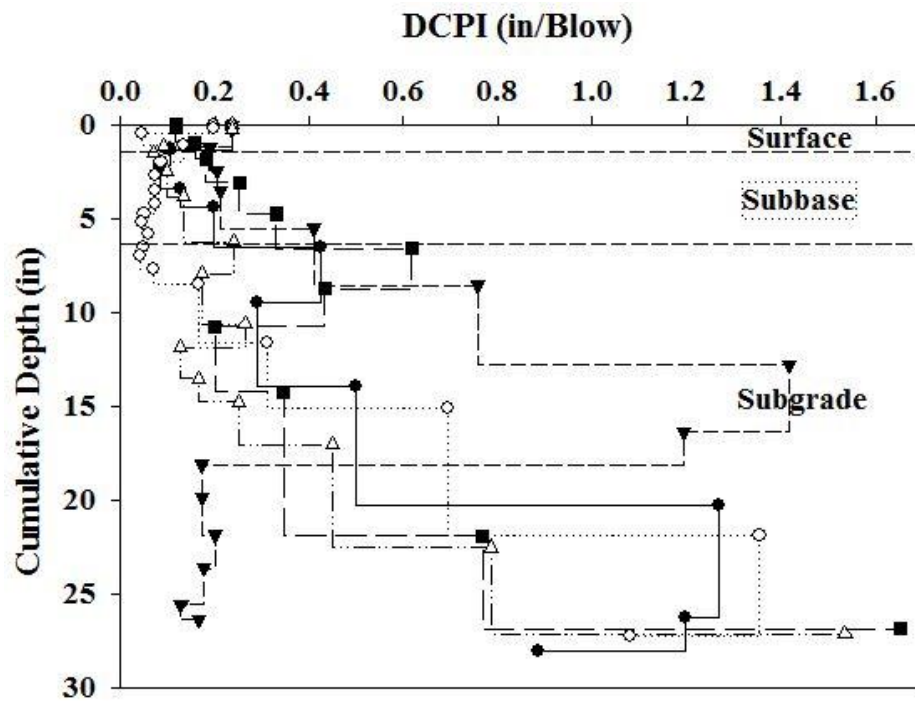 DCPI (in/Blow)
0.0 0.2 0.4 0.6 0.8 1.0 1.2 1.4 1.6
0
Surface
Subbase
5
10
Subgrade
15
20
25
30
Cumulative Depth (in)